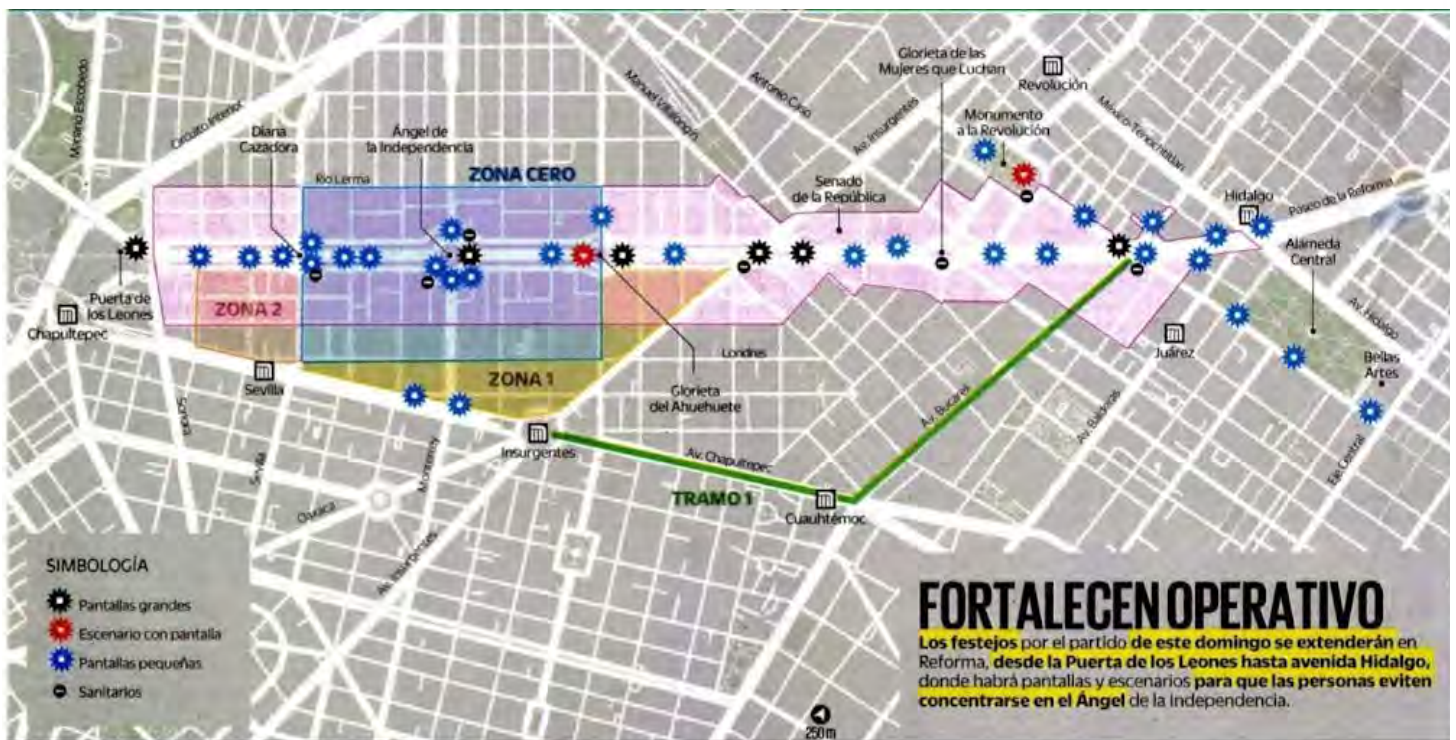 Glorieta de las
Mujeres que Luchan
Revolución
Mariano Escobedo
Circuito Interior
Manuel Villalongín
Antonio Caso
Av. Insurgentes
México-Tenochtitlan
Diana
Cazadora
Ángel de
la Independencia
Monumento
a la Revolución
Río Lerma
ZONA CERO
Senado
de la República
Hidalgo
Paseo de la Reforma
Alameda
Central
Puerta de
los Leones
Chapultepec
ZONA 2
Sevilla
ZONA 1
Londres
Glorieta
del Ahuehuete
Juárez
Av. Hidalgo
Bellas
Artes
Sonora
Sevilla
Monterrey
Insurgentes
Av. Chapultepec
Av. Bucareli
Av. Balderas
Eje Central
Oaxaca
TRAMO 1
Cuauhtémoc
Av. Insurgentes
SIMBOLOGÍA
Pantallas grandes
Escenario con pantalla
Pantallas pequeñas
Sanitarios
250 m
FORTALECEN OPERATIVO
Los festejos por el partido de este domingo se extenderán en
Reforma, desde la Puerta de los Leones hasta avenida Hidalgo,
donde habrá pantallas y escenarios para que las personas eviten
concentrarse en el Ángel de la Independencia.